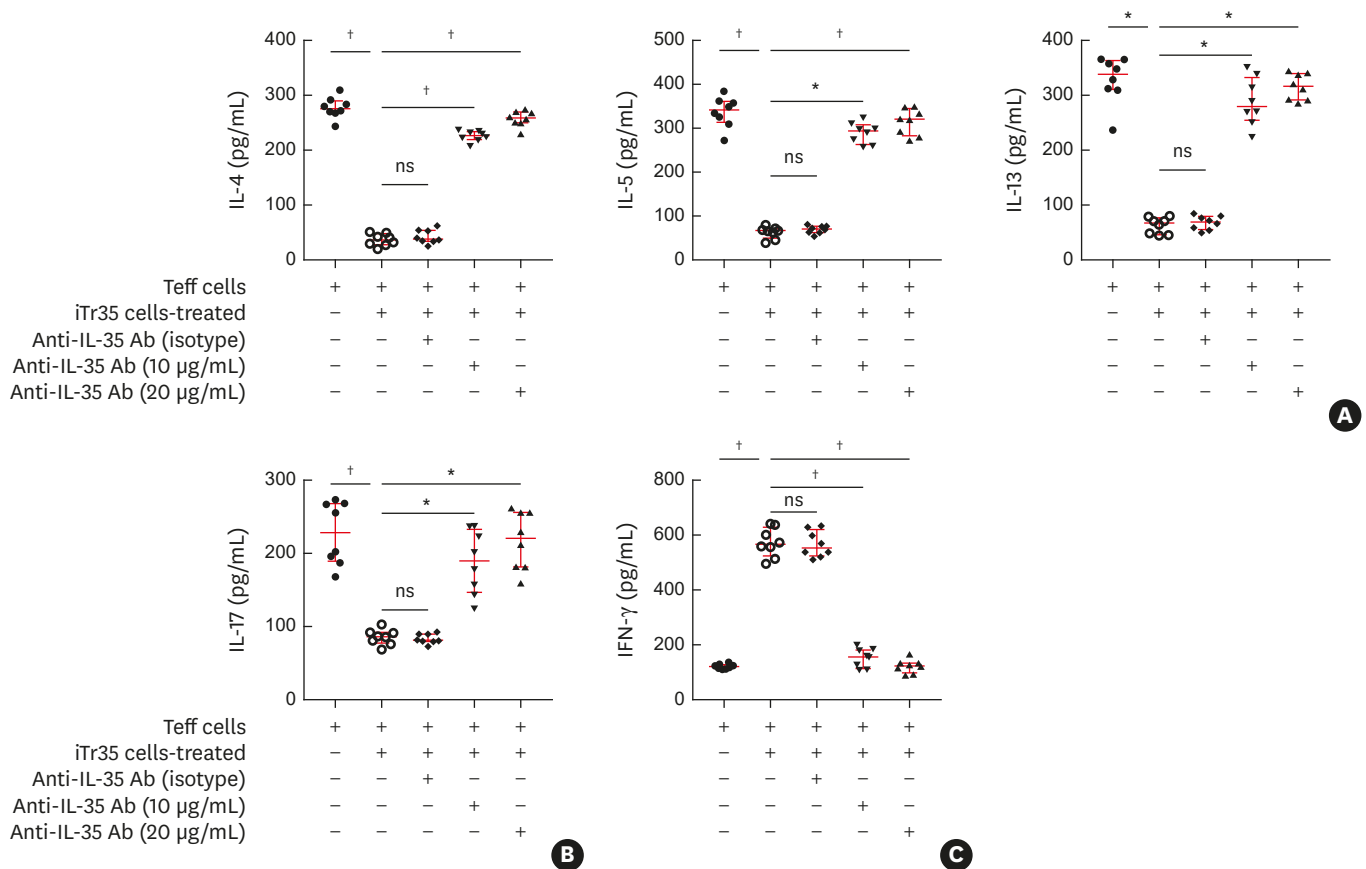 † †
†
ns
IL-4 (pg/mL)
400
300
200
100
0
† †
*
ns
IL-5 (pg/mL)
500
400
300
200
100
0
* *
*
ns
IL-13 (pg/mL)
400
300
200
100
0
Teff cells + + + + + + + + + + + + + + +
iTr35 cells-treated − + + + + − + + + + − + + + +
Anti-IL-35 Ab (isotype) − − + − − − − + − − − − + − −
Anti-IL-35 Ab (10 µg/mL) − − − + − − − − + − − − − + −
Anti-IL-35 Ab (20 µg/mL) − − − − + − − − − + − − − − +
A
† *
*
ns
IL-17 (pg/mL)
300
200
100
0
† †
†
ns
IFN-γ (pg/mL)
800
600
400
200
0
Teff cells + + + + + + + + + +
iTr35 cells-treated − + + + + − + + + +
Anti-IL-35 Ab (isotype) − − + − − − − + − −
Anti-IL-35 Ab (10 µg/mL) − − − + − − − − + −
Anti-IL-35 Ab (20 µg/mL) − − − − + − − − − +
B
C